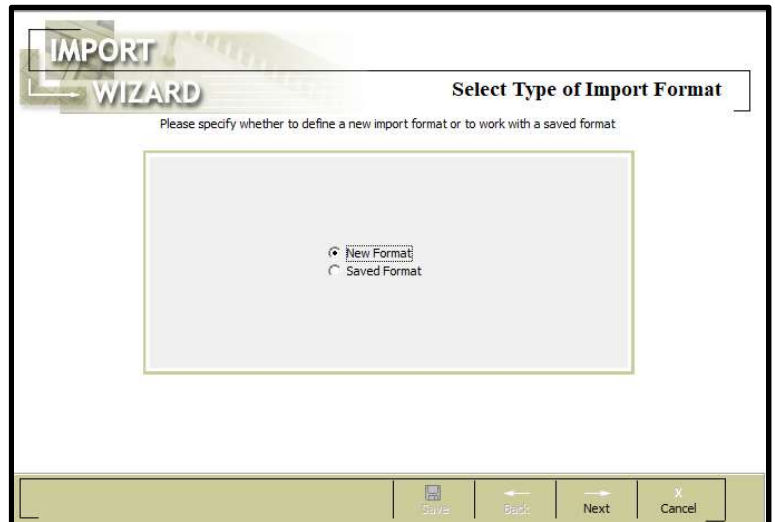 IMPORT
WIZARD
Select Type of Import Format
Please specify whether to define a new import format or to work with a saved format
New Format
Saved Format
Save
Back
Next
X
Cancel